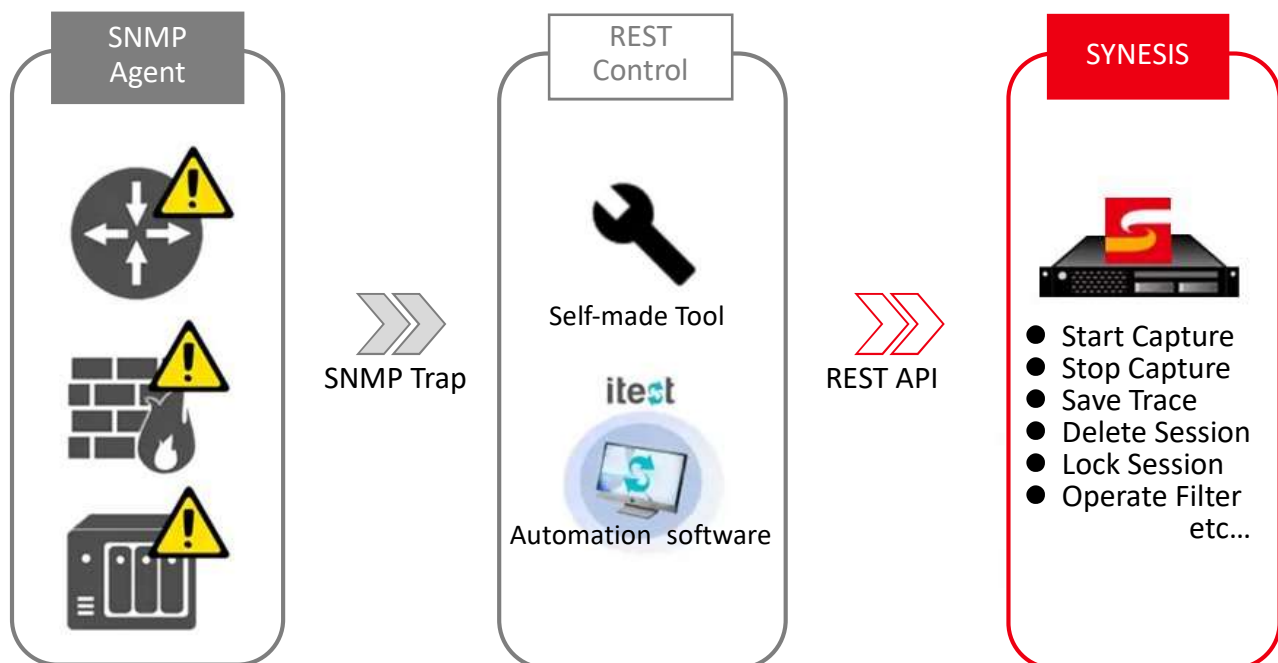 SNMP
Agent
SNMP Trap
REST
Control
Self-made Tool
itest
Automation software
REST API
SYNESIS
● Start Capture
● Stop Capture
● Save Trace
● Delete Session
● Lock Session
● Operate Filter
etc...